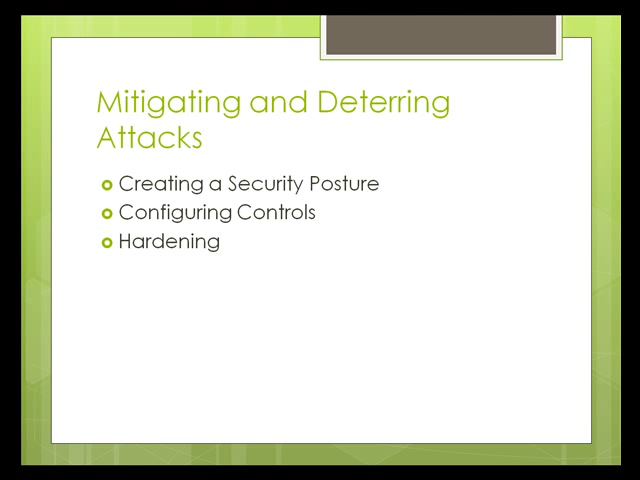 Mitigating and Deterring
Attacks
Creating a Security Posture
Configuring Controls
Hardening